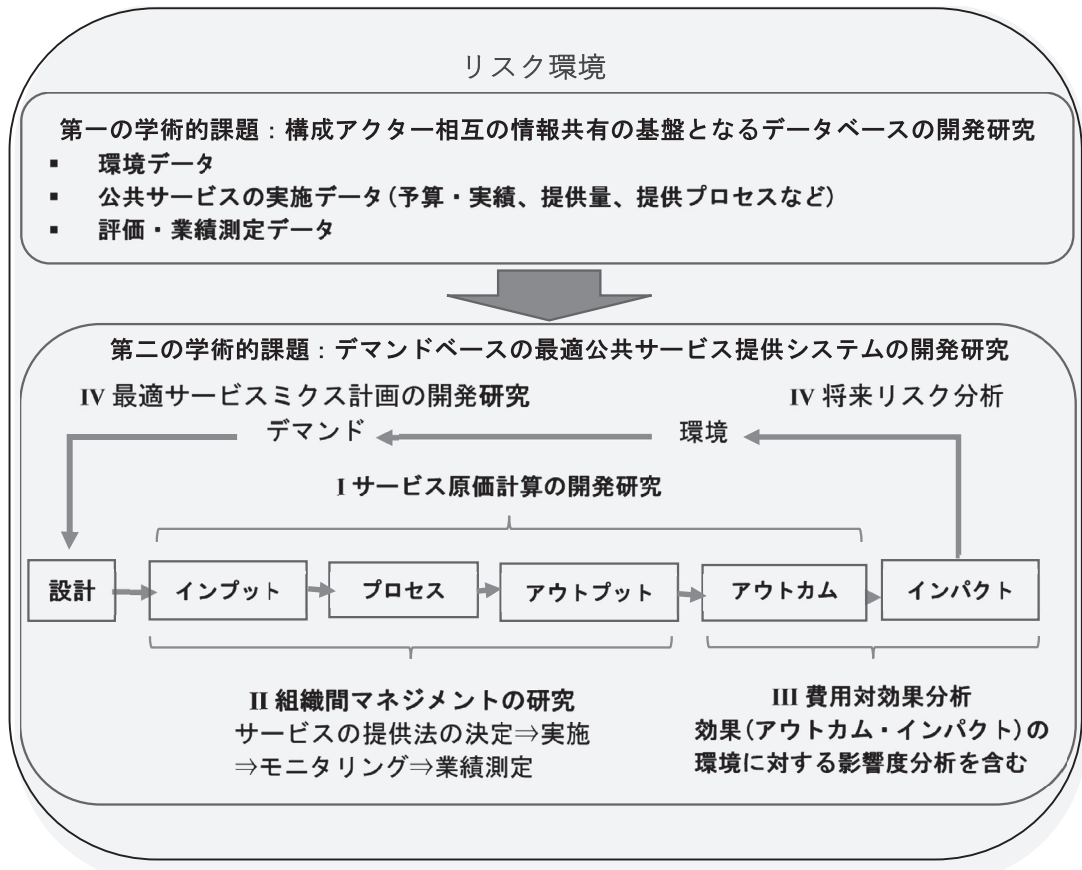 リスク環境
第一の学術的課題：構成アクター相互の情報共有の基盤となるデータベースの開発研究
▪ 環境データ
▪ 公共サービスの実施データ(予算・実績、提供量、提供プロセスなど)
▪ 評価・業績測定データ
第二の学術的課題：デマンドベースの最適公共サービス提供システムの開発研究
IV 最適サービスミクス計画の開発研究
IV 将来リスク分析
デマンド
環境
I サービス原価計算の開発研究
設計
インプット
プロセス
アウトプット
アウトカム
インパクト
II 組織間マネジメントの研究
サービスの提供法の決定⇒実施
⇒モニタリング⇒業績測定
III 費用対効果分析
効果(アウトカム・インパクト)の
環境に対する影響度分析を含む